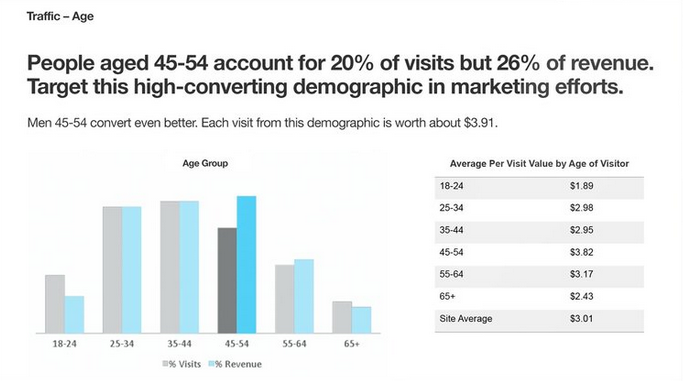 Traffic – Age
People aged 45-54 account for 20% of visits but 26% of revenue.
Target this high-converting demographic in marketing efforts.
Men 45-54 convert even better. Each visit from this demographic is worth about $3.91.
Age Group
18-24 25-34 35-44 45-54 55-64 65+
% Visits % Revenue
Average Per Visit Value by Age of Visitor
18-24 $1.89
25-34 $2.98
35-44 $2.95
45-54 $3.82
55-64 $3.17
65+ $2.43
Site Average $3.01